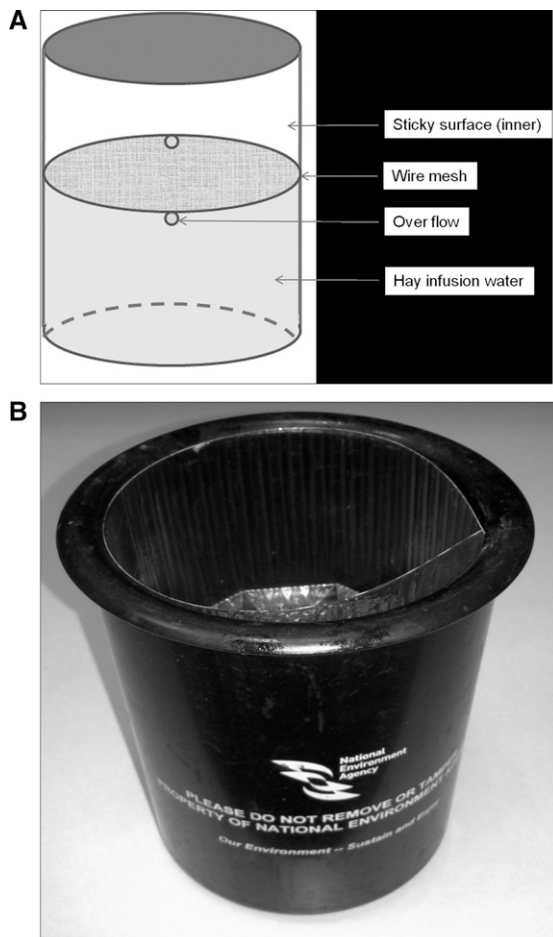 A
Sticky surface (inner)
Wire mesh
Over flow
Hay infusion water
B
National
Environment
Agency
PLEASE DO NOT REMOVE OR
PROPERTY OF NATIONAL ENVIRONMENT
Our Environment -- Sustain and Enjoy